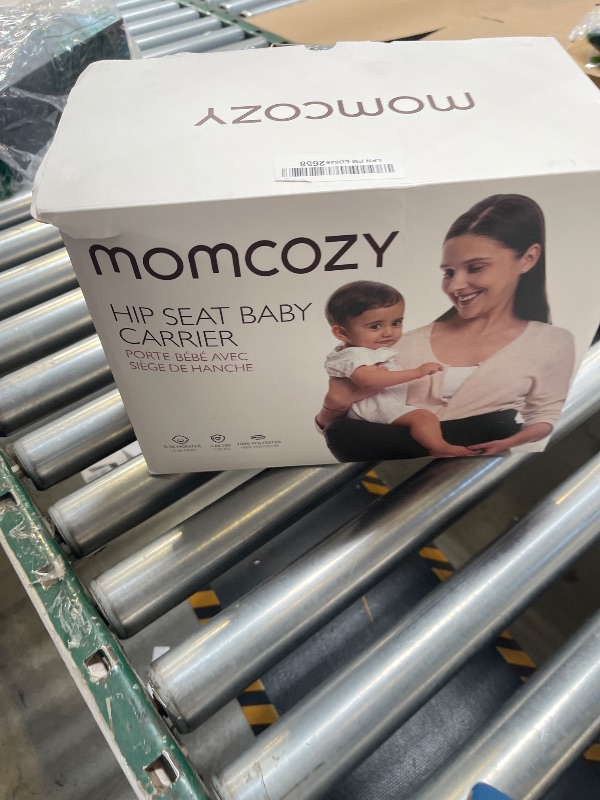 momcozy
momcozy
HIP SEAT BABY
CARRIER
PORTE-BÉBÉ AVEC
SIÈGE DE HANCHE